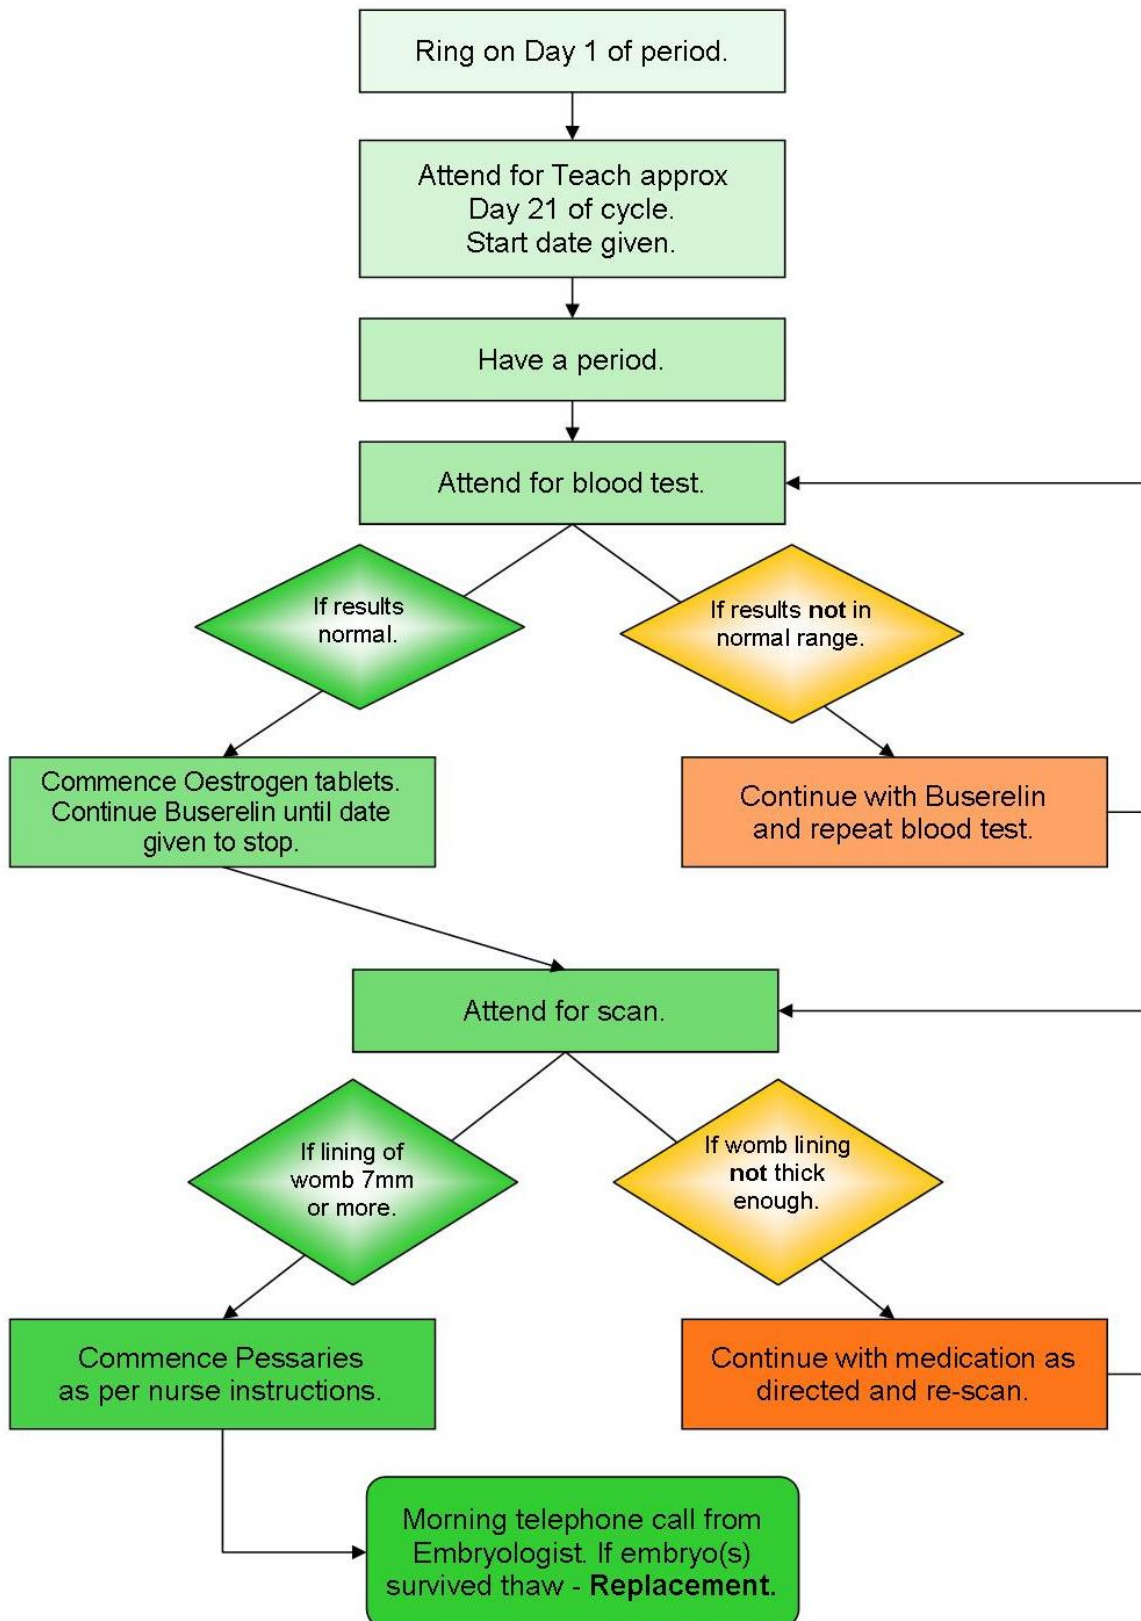 Ring on Day 1 of period.
Attend for Teach approx
Day 21 of cycle.
Start date given.
Have a period.
Attend for blood test.
If results
normal.
If results not in
normal range.
Commence Oestrogen tablets.
Continue Buserelin until date
given to stop.
Continue with Buserelin
and repeat blood test.
Attend for scan.
If lining of
womb 7mm
or more.
If womb lining
not thick
enough.
Commence Pessaries
as per nurse instructions.
Continue with medication as
directed and re-scan.
Morning telephone call from
Embryologist. If embryo(s)
survived thaw - Replacement.